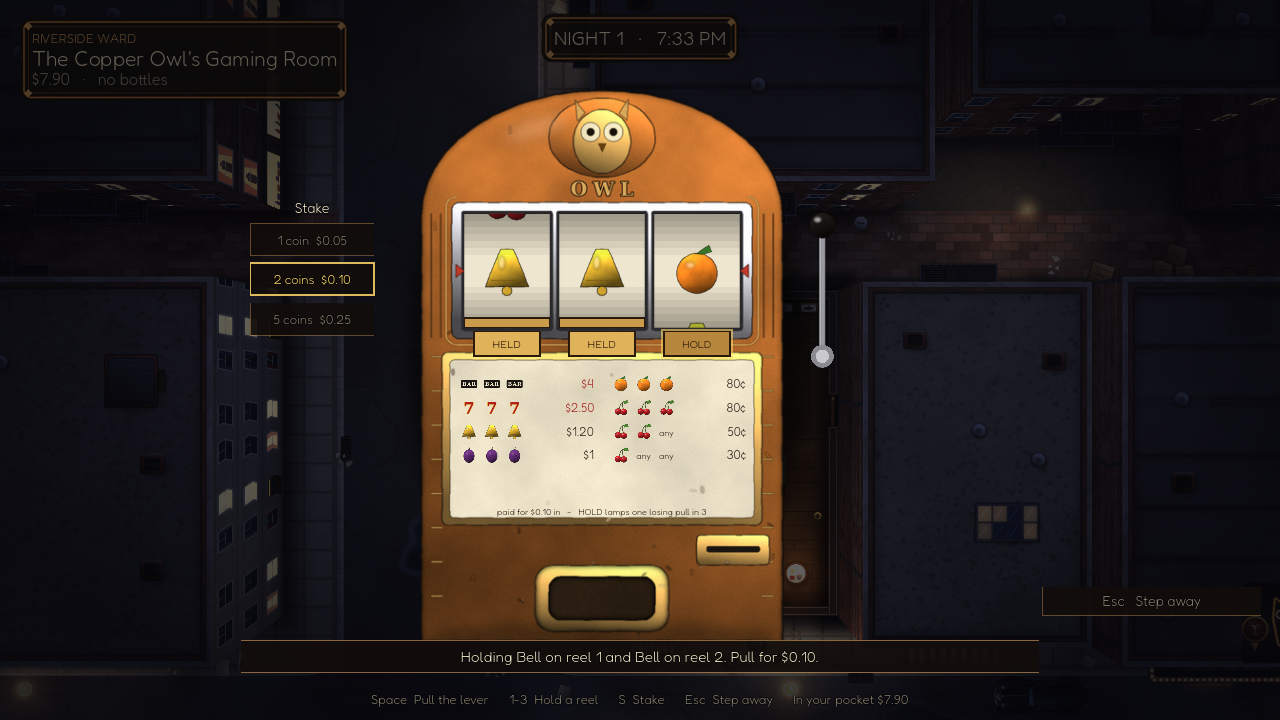 RIVERSIDE WARD
The Copper Owl's Gaming Room
$7.90 · no bottles
NIGHT 1 · 7:33 PM
OWL
Stake
1 coin $0.05
2 coins $0.10
5 coins $0.25
HELD HELD HOLD
BAR BAR BAR $4 80¢
7 7 7 $2.50 80¢
$1.20 any 50¢
$1 any any 30¢
paid for $0.10 in - HOLD lamps one losing pull in 3
Esc Step away
Holding Bell on reel 1 and Bell on reel 2. Pull for $0.10.
Space Pull the lever 1-3 Hold a reel S Stake Esc Step away In your pocket $7.90